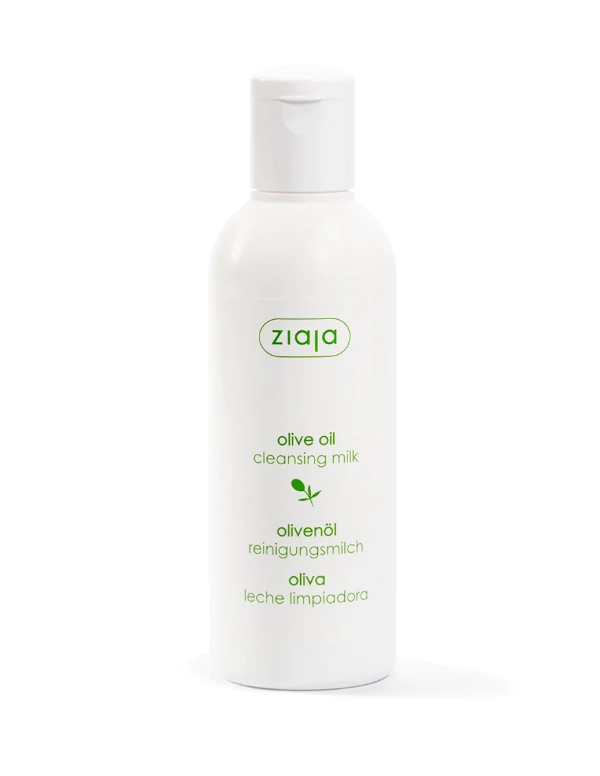 ziaja
olive oil
cleansing milk
olivenöl
reinigungsmilch
oliva
leche limpiadora